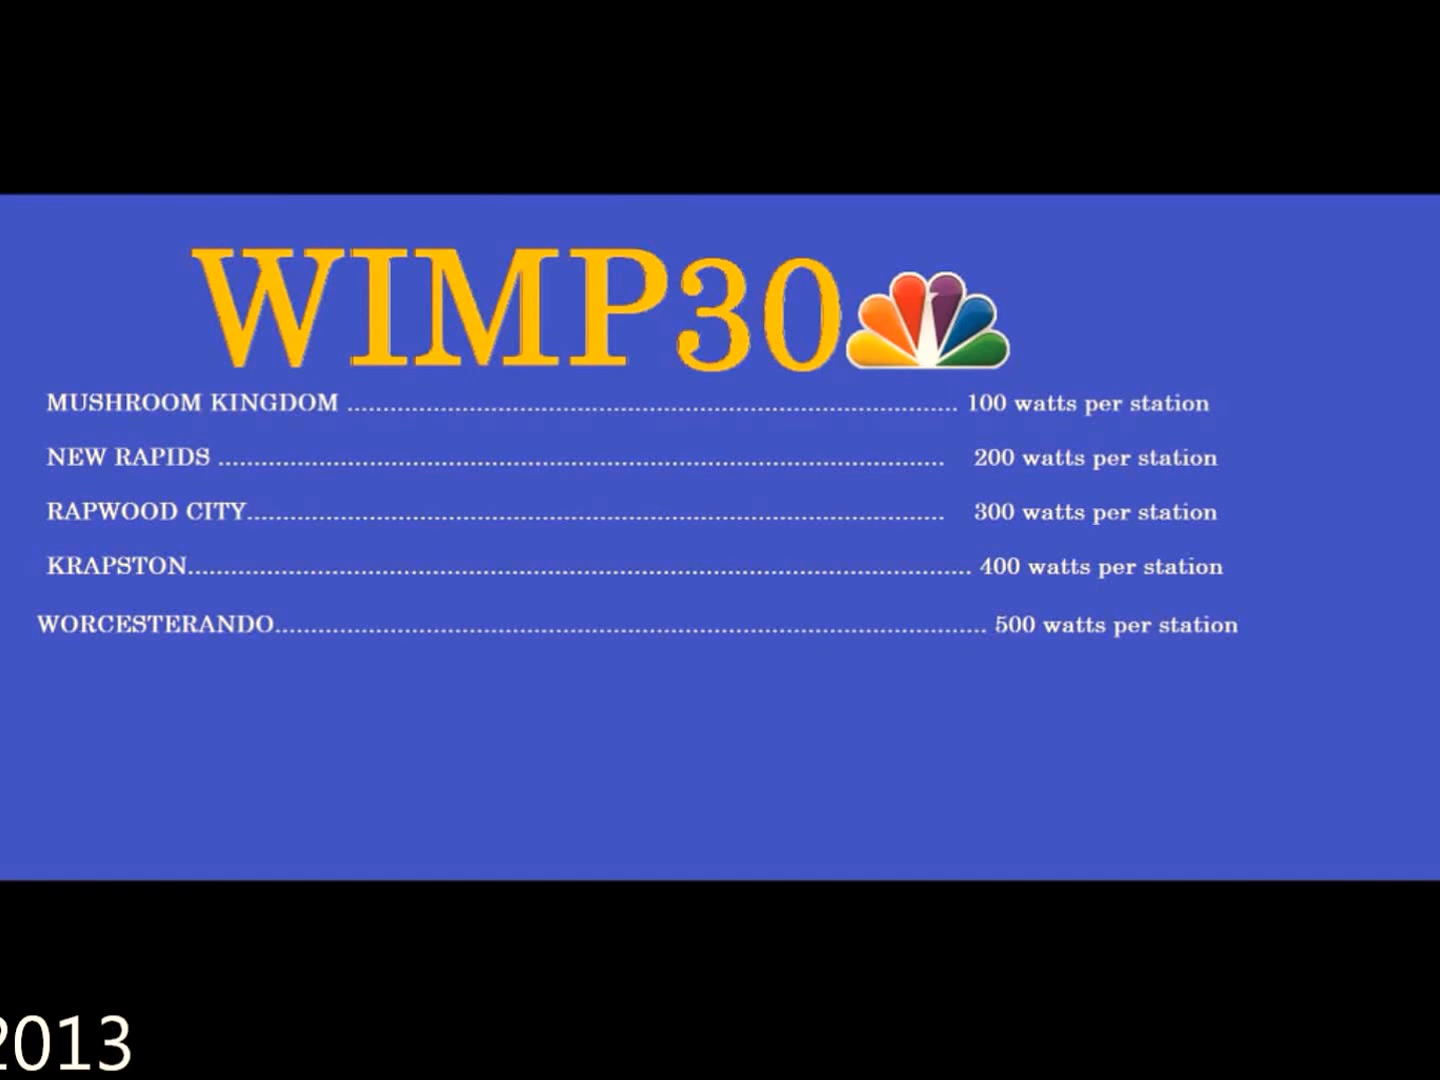 WIMP30
MUSHROOM KINGDOM ..................................................................................... 100 watts per station
NEW RAPIDS ..................................................................................................... 200 watts per station
RAPWOOD CITY................................................................................................. 300 watts per station
KRAPSTON............................................................................................................. 400 watts per station
WORCESTERANDO................................................................................................... 500 watts per station
2013